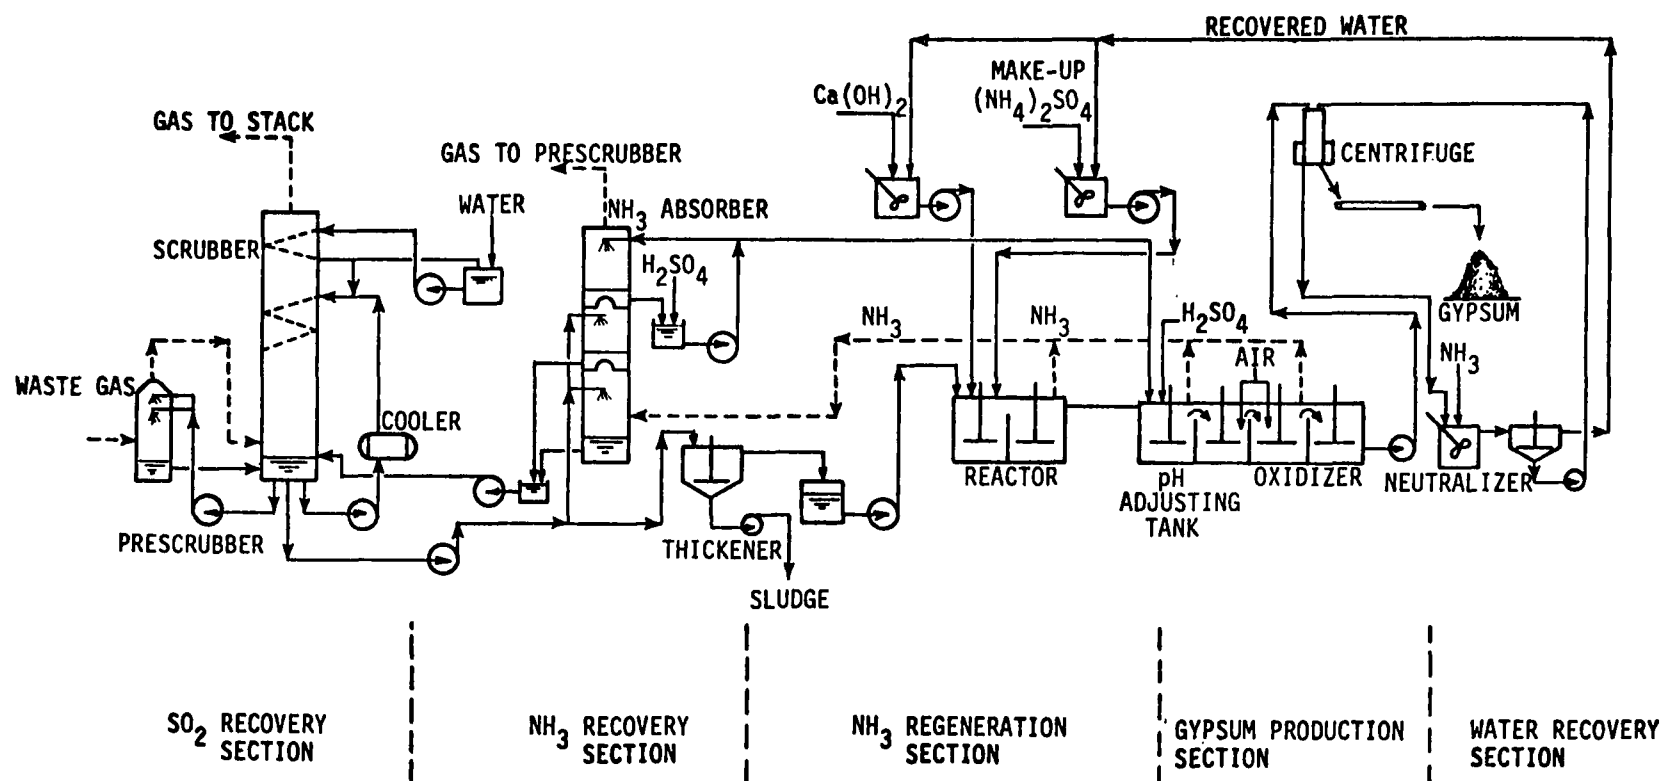 RECOVERED WATER
MAKE-UP
(NH4)2SO4
Ca(OH)2
GAS TO STACK
GAS TO PRESCRUBBER
CENTRIFUGE
WATER
NH3 ABSORBER
SCRUBBER
H2SO4
GYPSUM
NH3
NH3
H2SO4
AIR
NH3
WASTE GAS
COOLER
REACTOR
pH
ADJUSTING
TANK
OXIDIZER
NEUTRALIZER
PRESCRUBBER
THICKENER
SLUDGE
SO2 RECOVERY
SECTION
NH3 RECOVERY
SECTION
NH3 REGENERATION
SECTION
GYPSUM PRODUCTION
SECTION
WATER RECOVERY
SECTION